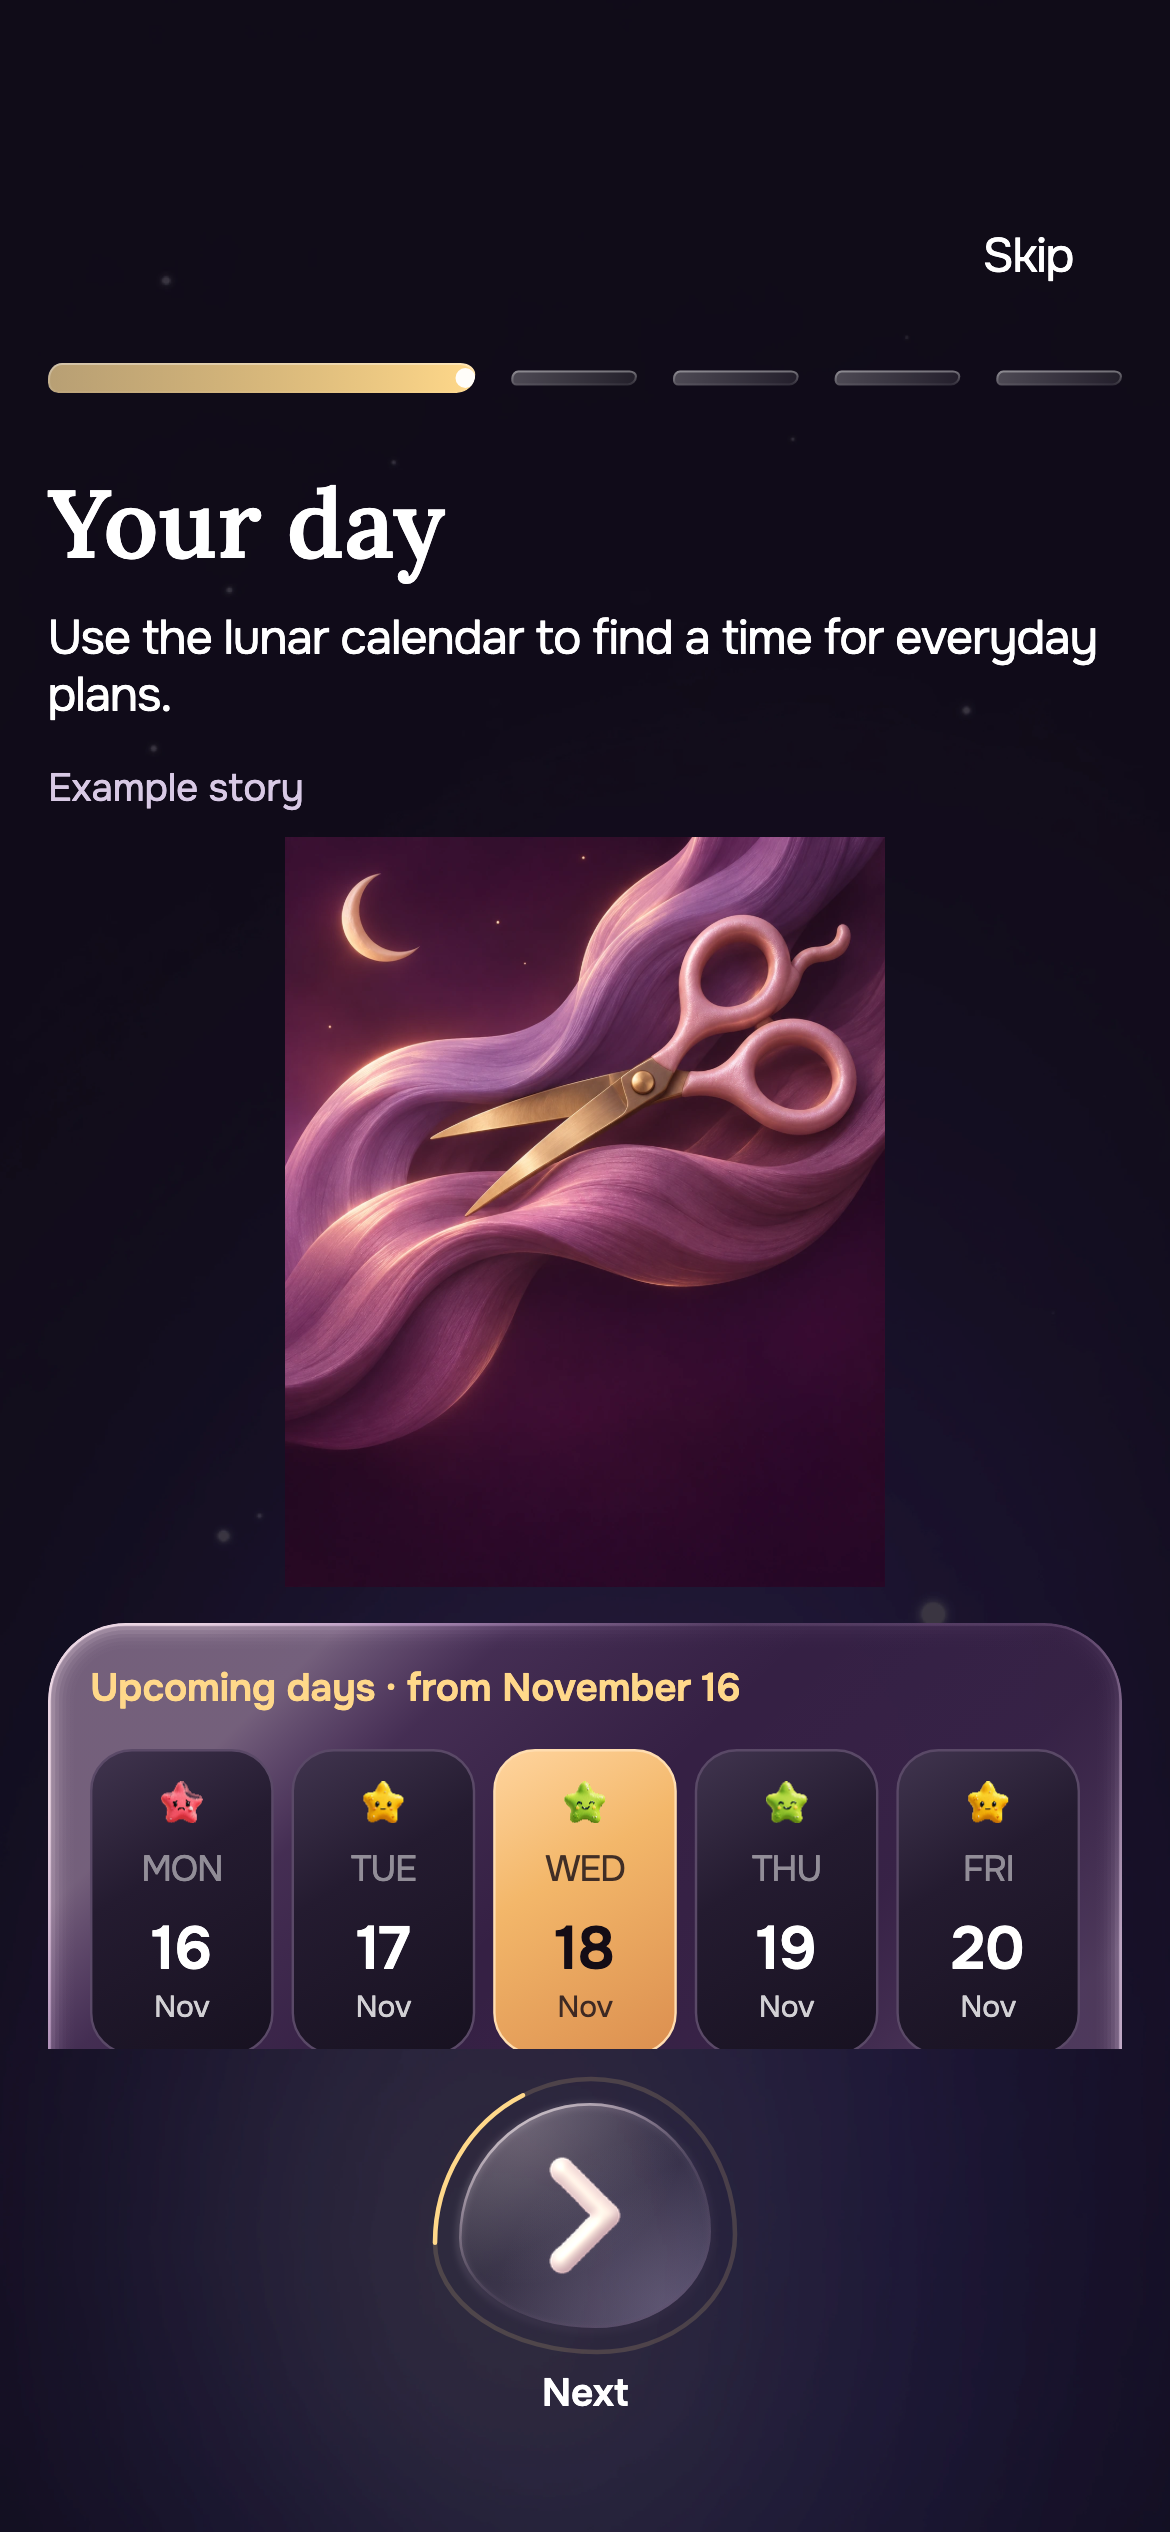 Skip
Your day
Use the lunar calendar to find a time for everyday
plans.
Example story
Upcoming days · from November 16
MON TUE WED THU FRI
16 17 18 19 20
Nov Nov Nov Nov Nov
Next